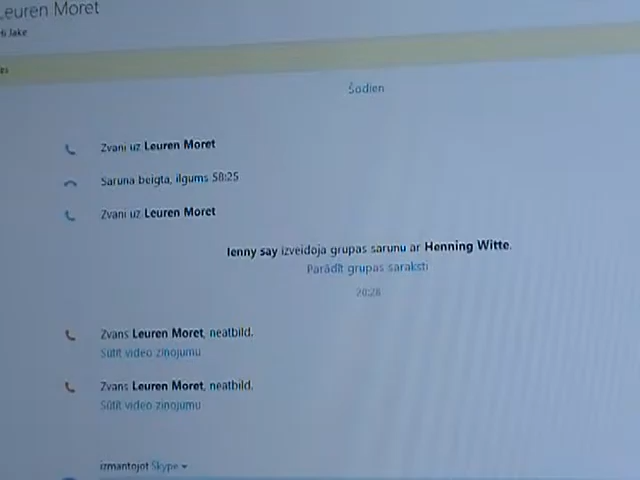 Leuren Moret
Šodien
Zvani uz Leuren Moret
Saruna beigta, ilgums 58:25
Zvani uz Leuren Moret
lenny say izveidoja grupas sarunu ar Henning Witte.
Parādīt grupas saraksti
20:28
Zvans Leuren Moret, neatbild.
Sūtīt video ziņojumu
Zvans Leuren Moret, neatbild.
Sūtīt video ziņojumu
izmantojot Skype